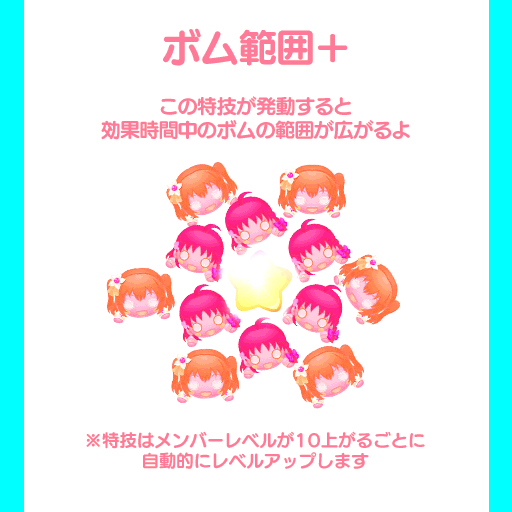 ボム範囲＋
この特技が発動すると
効果時間中のボムの範囲が広がるよ
※特技はメンバーレベルが10上がるごとに
自動的にレベルアップします